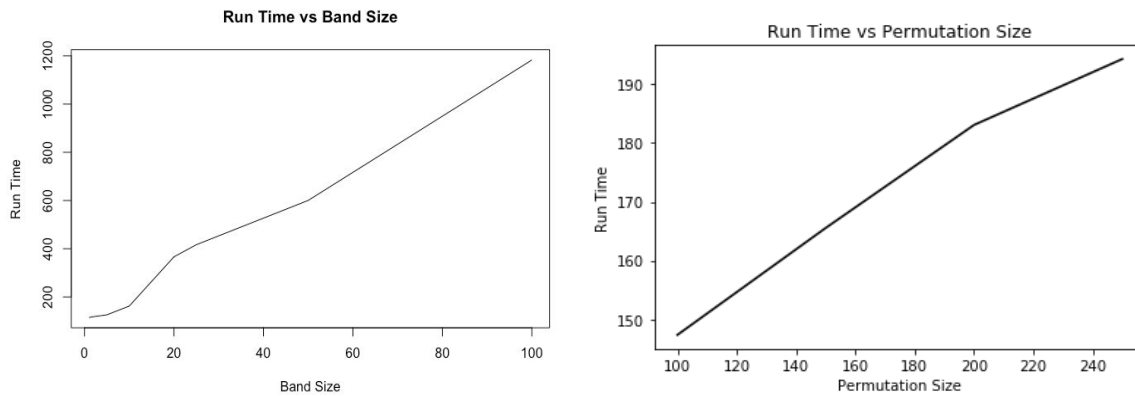 Run Time vs Band Size
Run Time
200
400
600
800
1000
1200
0 20 40 60 80 100
Band Size
Run Time vs Permutation Size
Run Time
190
180
170
160
150
100 120 140 160 180 200 220 240
Permutation Size